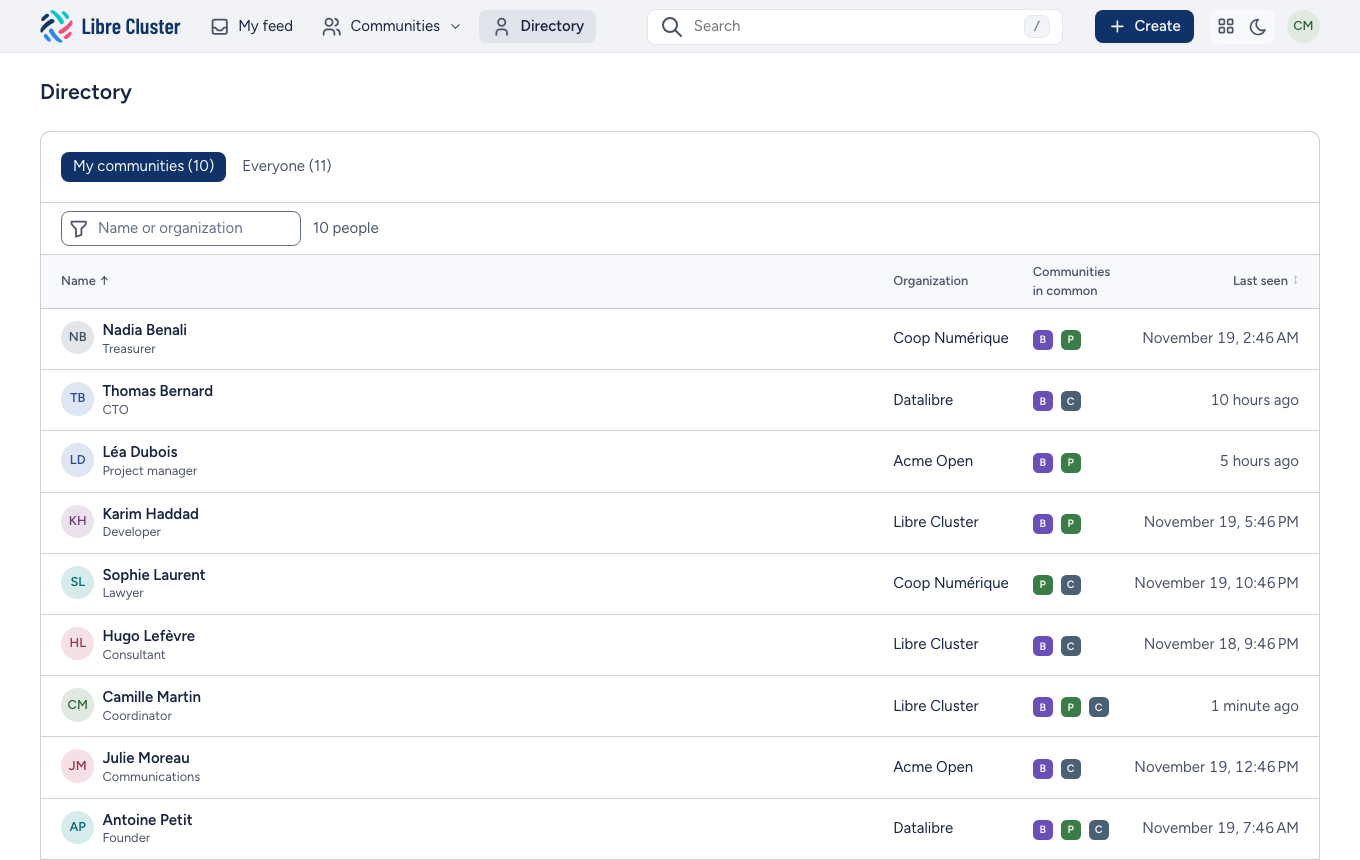 Libre Cluster
My feed
Communities
Directory
Search
/
Create
CM
Directory
My communities (10)
Everyone (11)
Name or organization
10 people
Name ↑
Organization
Communities
in common
Last seen ↕
NB
Nadia Benali
Treasurer
Coop Numérique
B P
November 19, 2:46 AM
TB
Thomas Bernard
CTO
Datalibre
B C
10 hours ago
LD
Léa Dubois
Project manager
Acme Open
B P
5 hours ago
KH
Karim Haddad
Developer
Libre Cluster
B P
November 19, 5:46 PM
SL
Sophie Laurent
Lawyer
Coop Numérique
P C
November 19, 10:46 PM
HL
Hugo Lefèvre
Consultant
Libre Cluster
B C
November 18, 9:46 PM
CM
Camille Martin
Coordinator
Libre Cluster
B P C
1 minute ago
JM
Julie Moreau
Communications
Acme Open
B C
November 19, 12:46 PM
AP
Antoine Petit
Founder
Datalibre
B P C
November 19, 7:46 AM